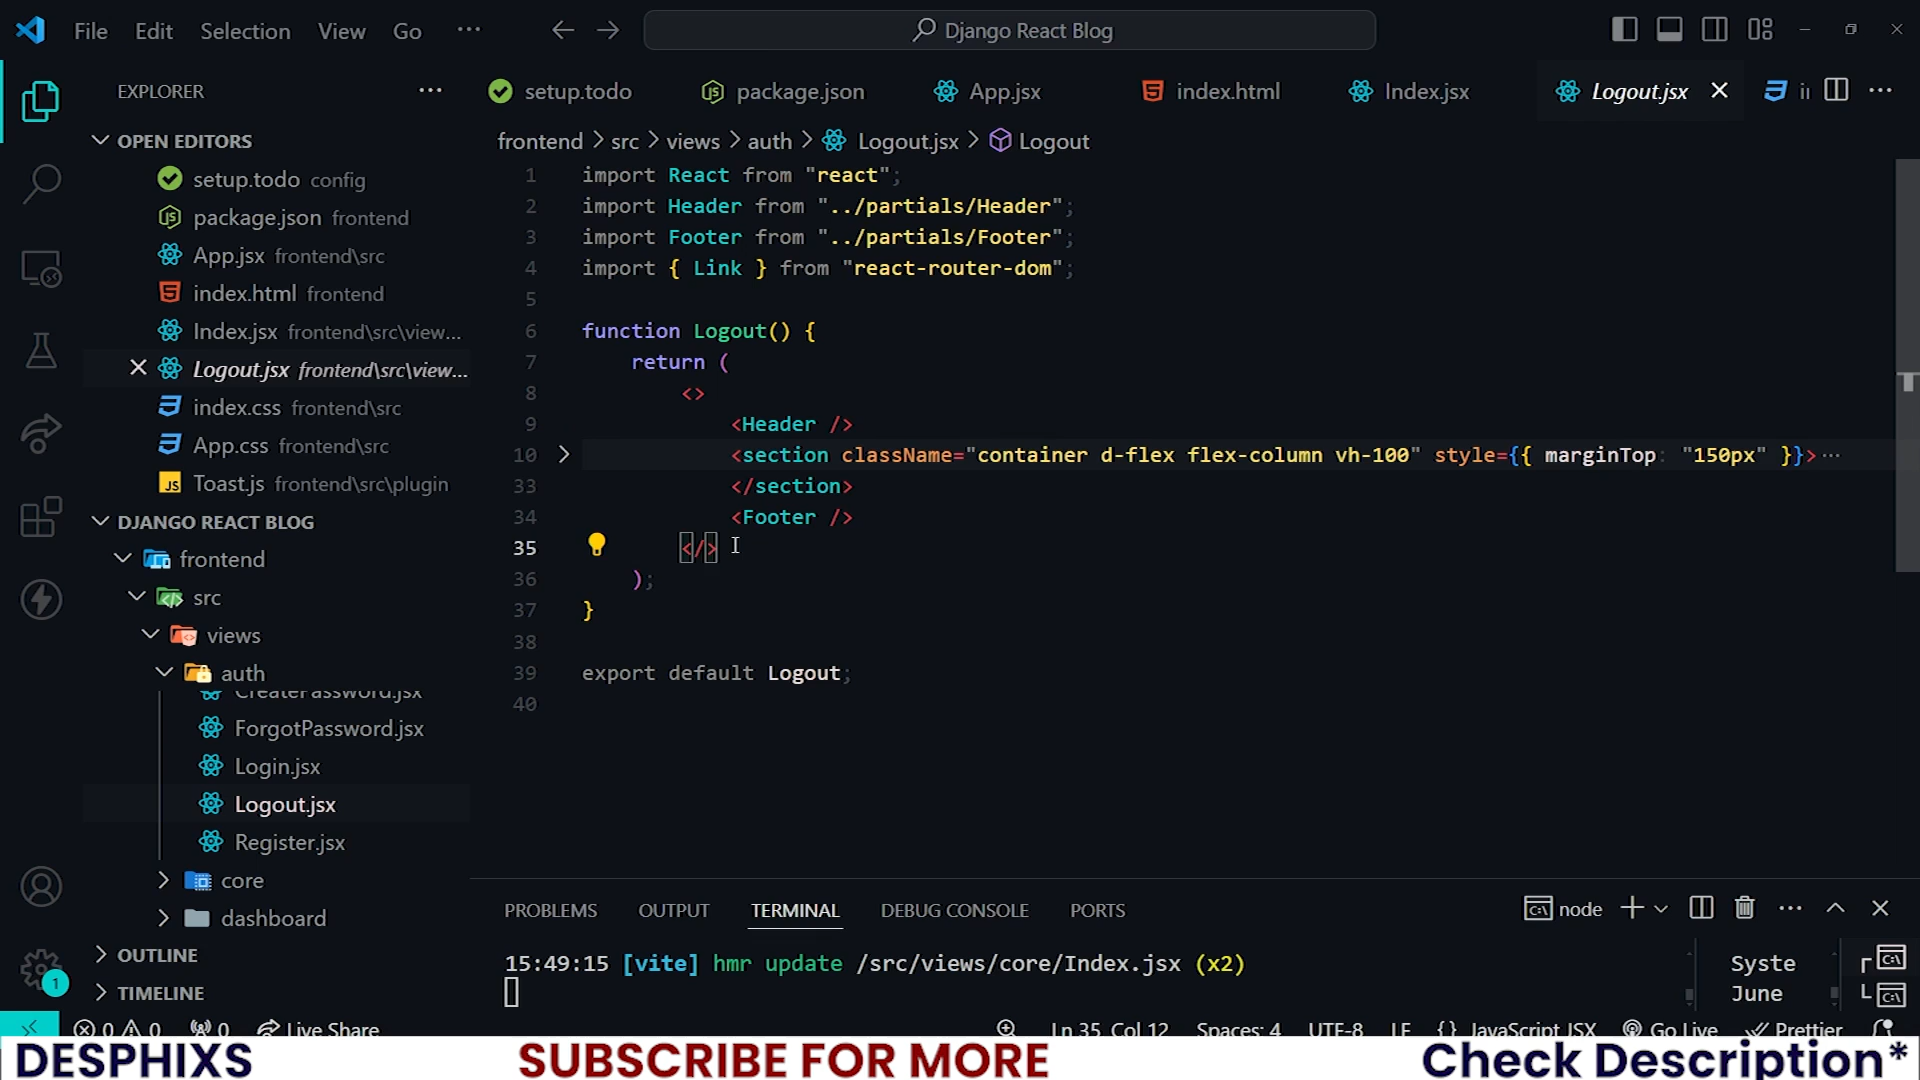 File Edit Selection View Go ···
Django React Blog
EXPLORER ···
setup.todo package.json App.jsx index.html Index.jsx Logout.jsx ···
OPEN EDITORS
frontend > src > views > auth > Logout.jsx > Logout
setup.todo config
package.json frontend
App.jsx frontend\src
index.html frontend
Index.jsx frontend\src\view...
Logout.jsx frontend\src\view...
index.css frontend\src
App.css frontend\src
Toast.js frontend\src\plugin
DJANGO REACT BLOG
frontend
src
views
auth
CreatePassword.jsx
ForgotPassword.jsx
Login.jsx
Logout.jsx
Register.jsx
core
dashboard
OUTLINE
TIMELINE
1 import React from "react";
2 import Header from "../partials/Header";
3 import Footer from "../partials/Footer";
4 import { Link } from "react-router-dom";
5
6 function Logout() {
7 return (
8 <>
9 <Header />
10 <section className="container d-flex flex-column vh-100" style={{ marginTop: "150px" }}>···
33 </section>
34 <Footer />
35 </>
36 );
37 }
38
39 export default Logout;
40
PROBLEMS OUTPUT TERMINAL DEBUG CONSOLE PORTS
node
15:49:15 [vite] hmr update /src/views/core/Index.jsx (x2)
Syste
June
1
0 0 0 Live Share
Ln 35, Col 12 Spaces: 4 UTF-8 LF {} JavaScript JSX Go Live Prettier
DESPHIXS SUBSCRIBE FOR MORE Check Description*